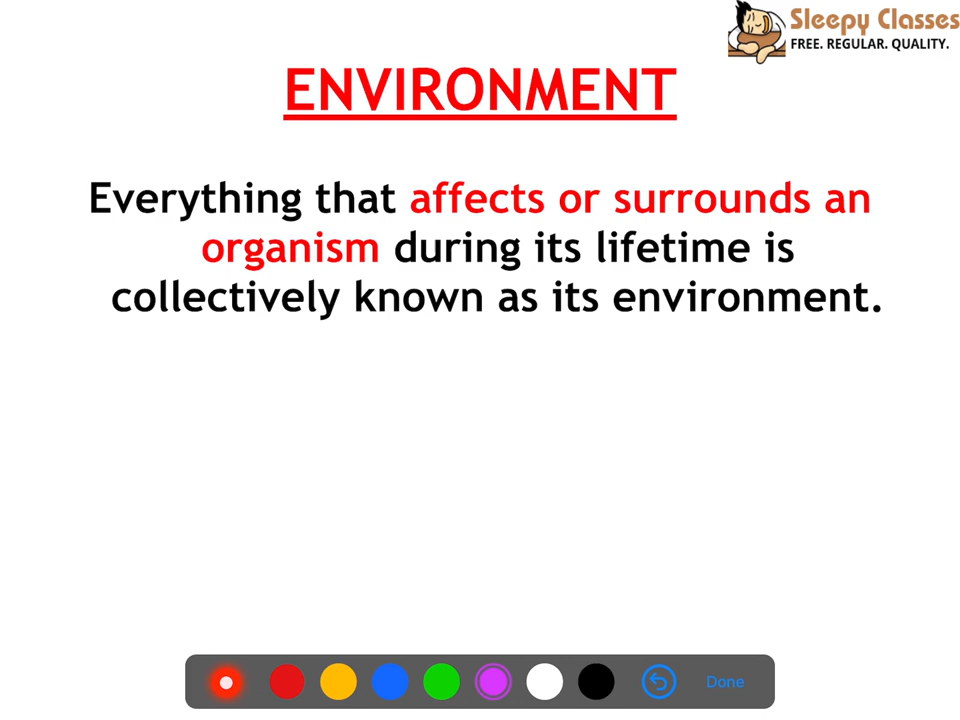 Sleepy Classes
FREE. REGULAR. QUALITY.
ENVIRONMENT
Everything that affects or surrounds an
organism during its lifetime is
collectively known as its environment.
Done